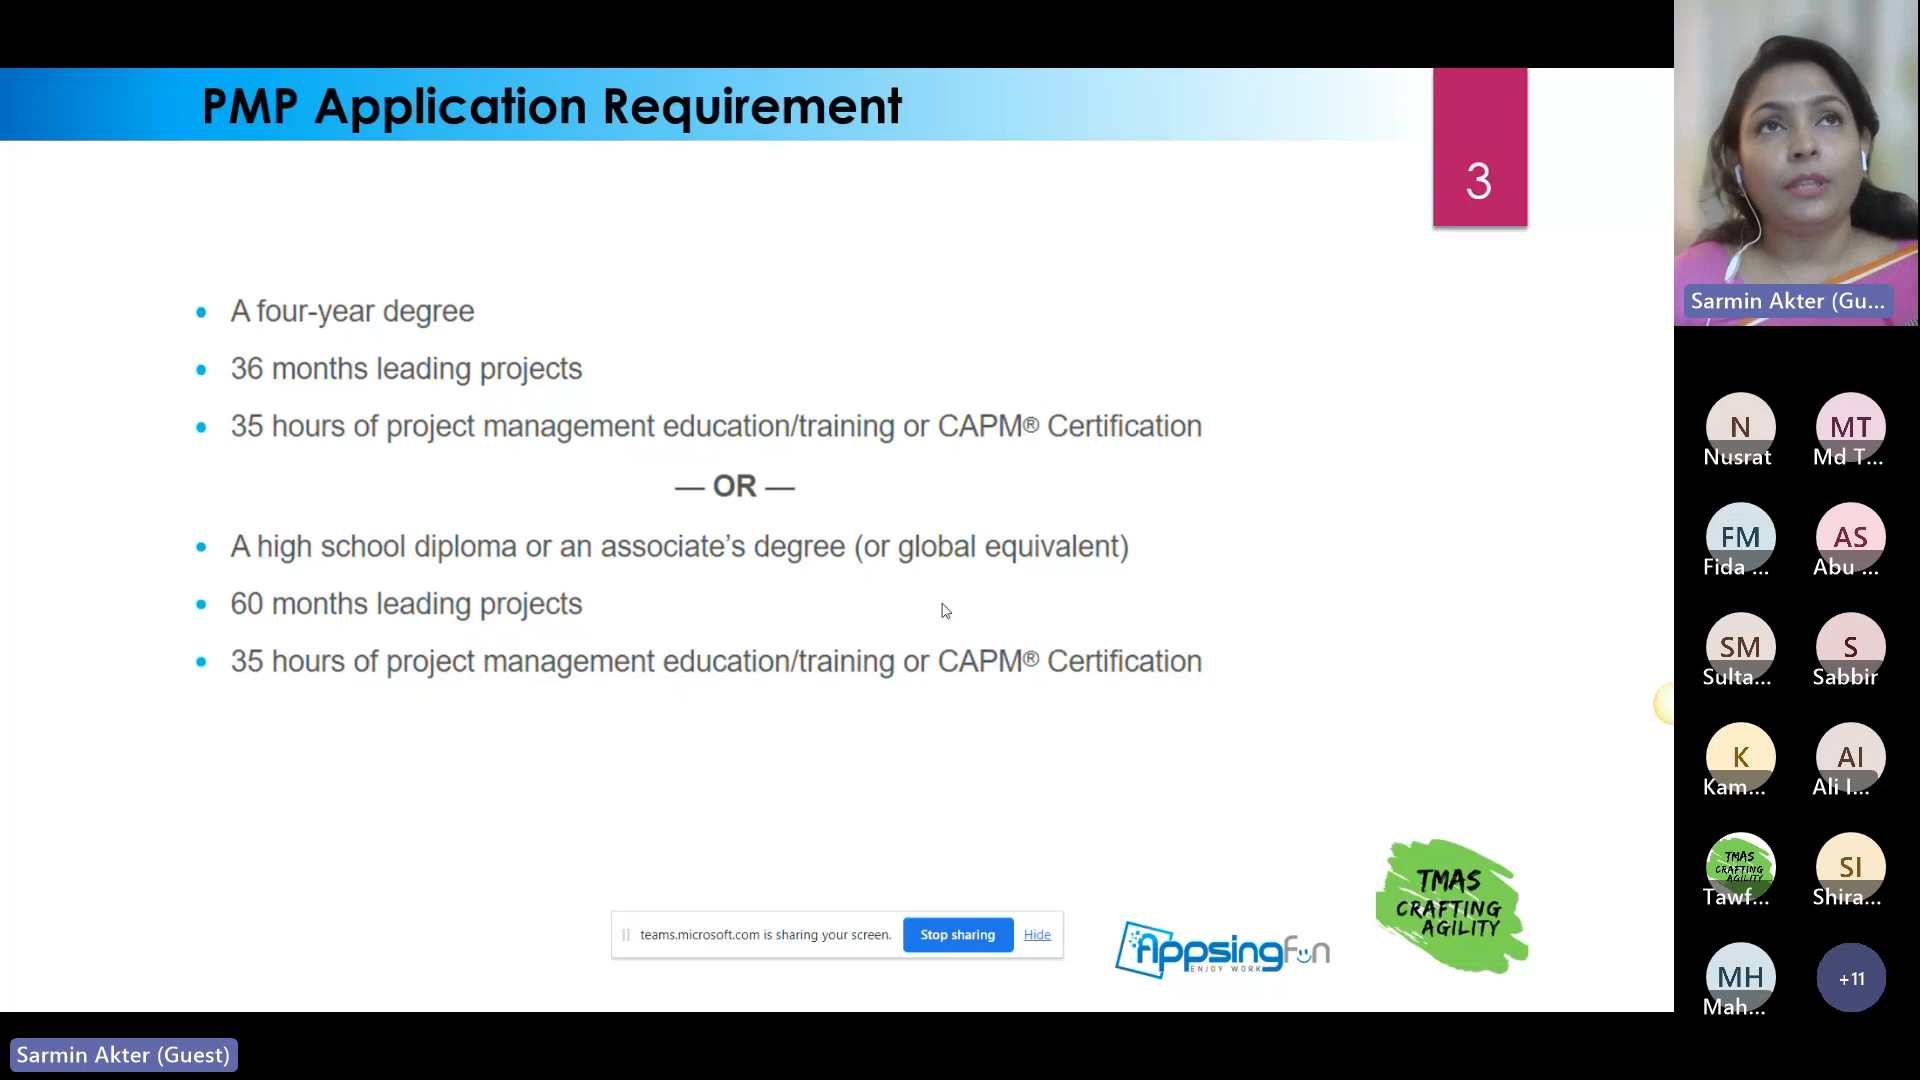 PMP Application Requirement
3
A four-year degree
36 months leading projects
35 hours of project management education/training or CAPM® Certification
— OR —
A high school diploma or an associate's degree (or global equivalent)
60 months leading projects
35 hours of project management education/training or CAPM® Certification
teams.microsoft.com is sharing your screen.
Stop sharing
Hide
AppsingFun
ENJOY WORK
TMAS
CRAFTING
AGILITY
Sarmin Akter (Gu...
N
Nusrat
MT
Md T...
FM
Fida ...
AS
Abu ...
SM
Sulta...
S
Sabbir
K
Kam...
AI
Ali I...
TMAS
CRAFTING
AGILITY
Tawf...
SI
Shira...
MH
Mah...
+11
Sarmin Akter (Guest)